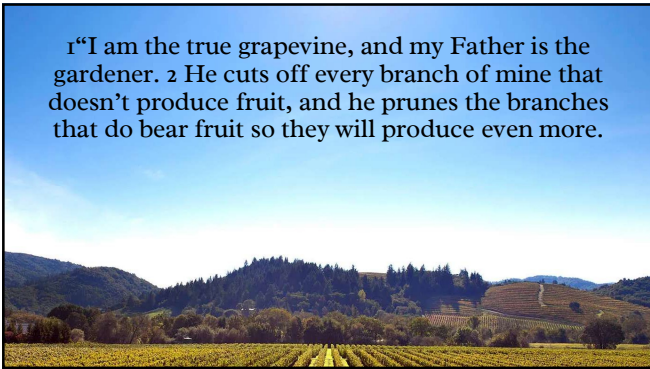 1“I am the true grapevine, and my Father is the
gardener. 2 He cuts off every branch of mine that
doesn’t produce fruit, and he prunes the branches
that do bear fruit so they will produce even more.